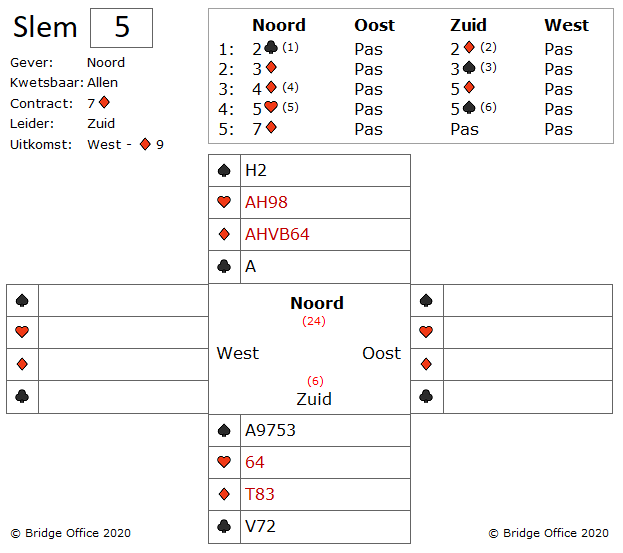 Slem 5
Gever: Noord
Kwetsbaar: Allen
Contract: 7♦
Leider: Zuid
Uitkomst: West - ♦ 9
Noord Oost Zuid West
1: 2♣ (1) Pas 2♦ (2) Pas
2: 3♦ Pas 3♠ (3) Pas
3: 4♦ (4) Pas 5♦ Pas
4: 5♥ (5) Pas 5♠ (6) Pas
5: 7♦ Pas Pas Pas
♠ H2
♥ AH98
♦ AHVB64
♣ A
♠ ♠
♥ ♥
♦ ♦
♣ ♣
Noord
(24)
West Oost
(6)
Zuid
♠ A9753
♥ 64
♦ T83
♣ V72
© Bridge Office 2020 © Bridge Office 2020